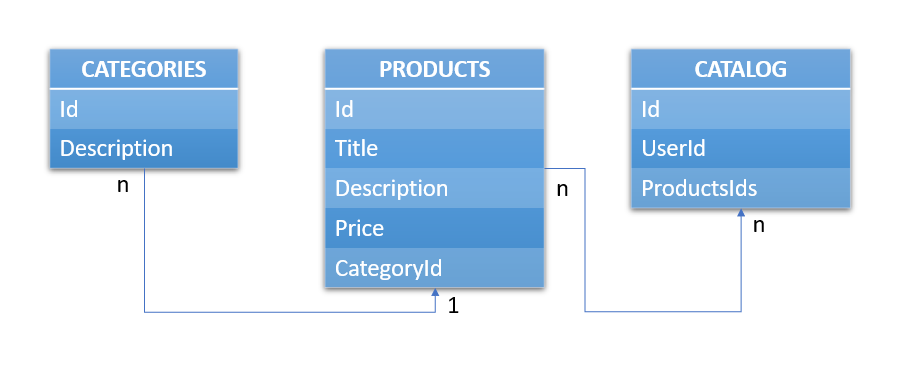 CATEGORIES
Id
Description
n
PRODUCTS
Id
Title
Description
Price
CategoryId
1
n
CATALOG
Id
UserId
ProductsIds
n